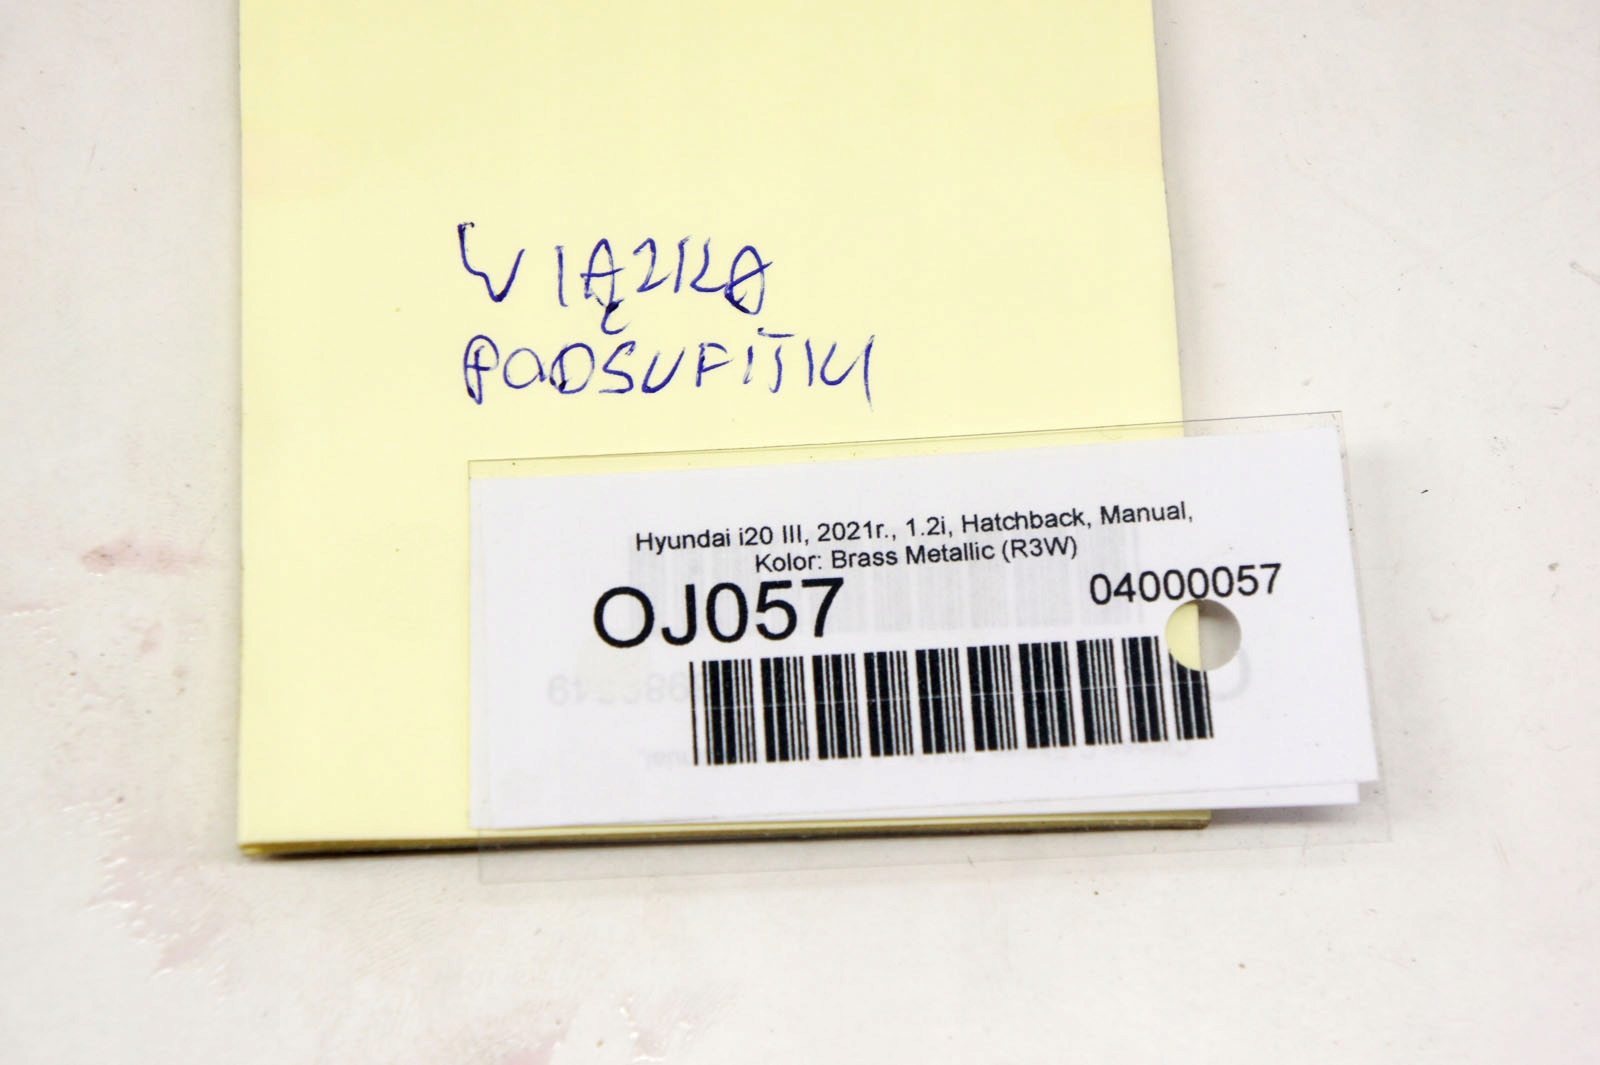 WIĄZKA
PODSUFITKI
Hyundai i20 III, 2021r., 1.2i, Hatchback, Manual,
Kolor: Brass Metallic (R3W)
OJ057
04000057